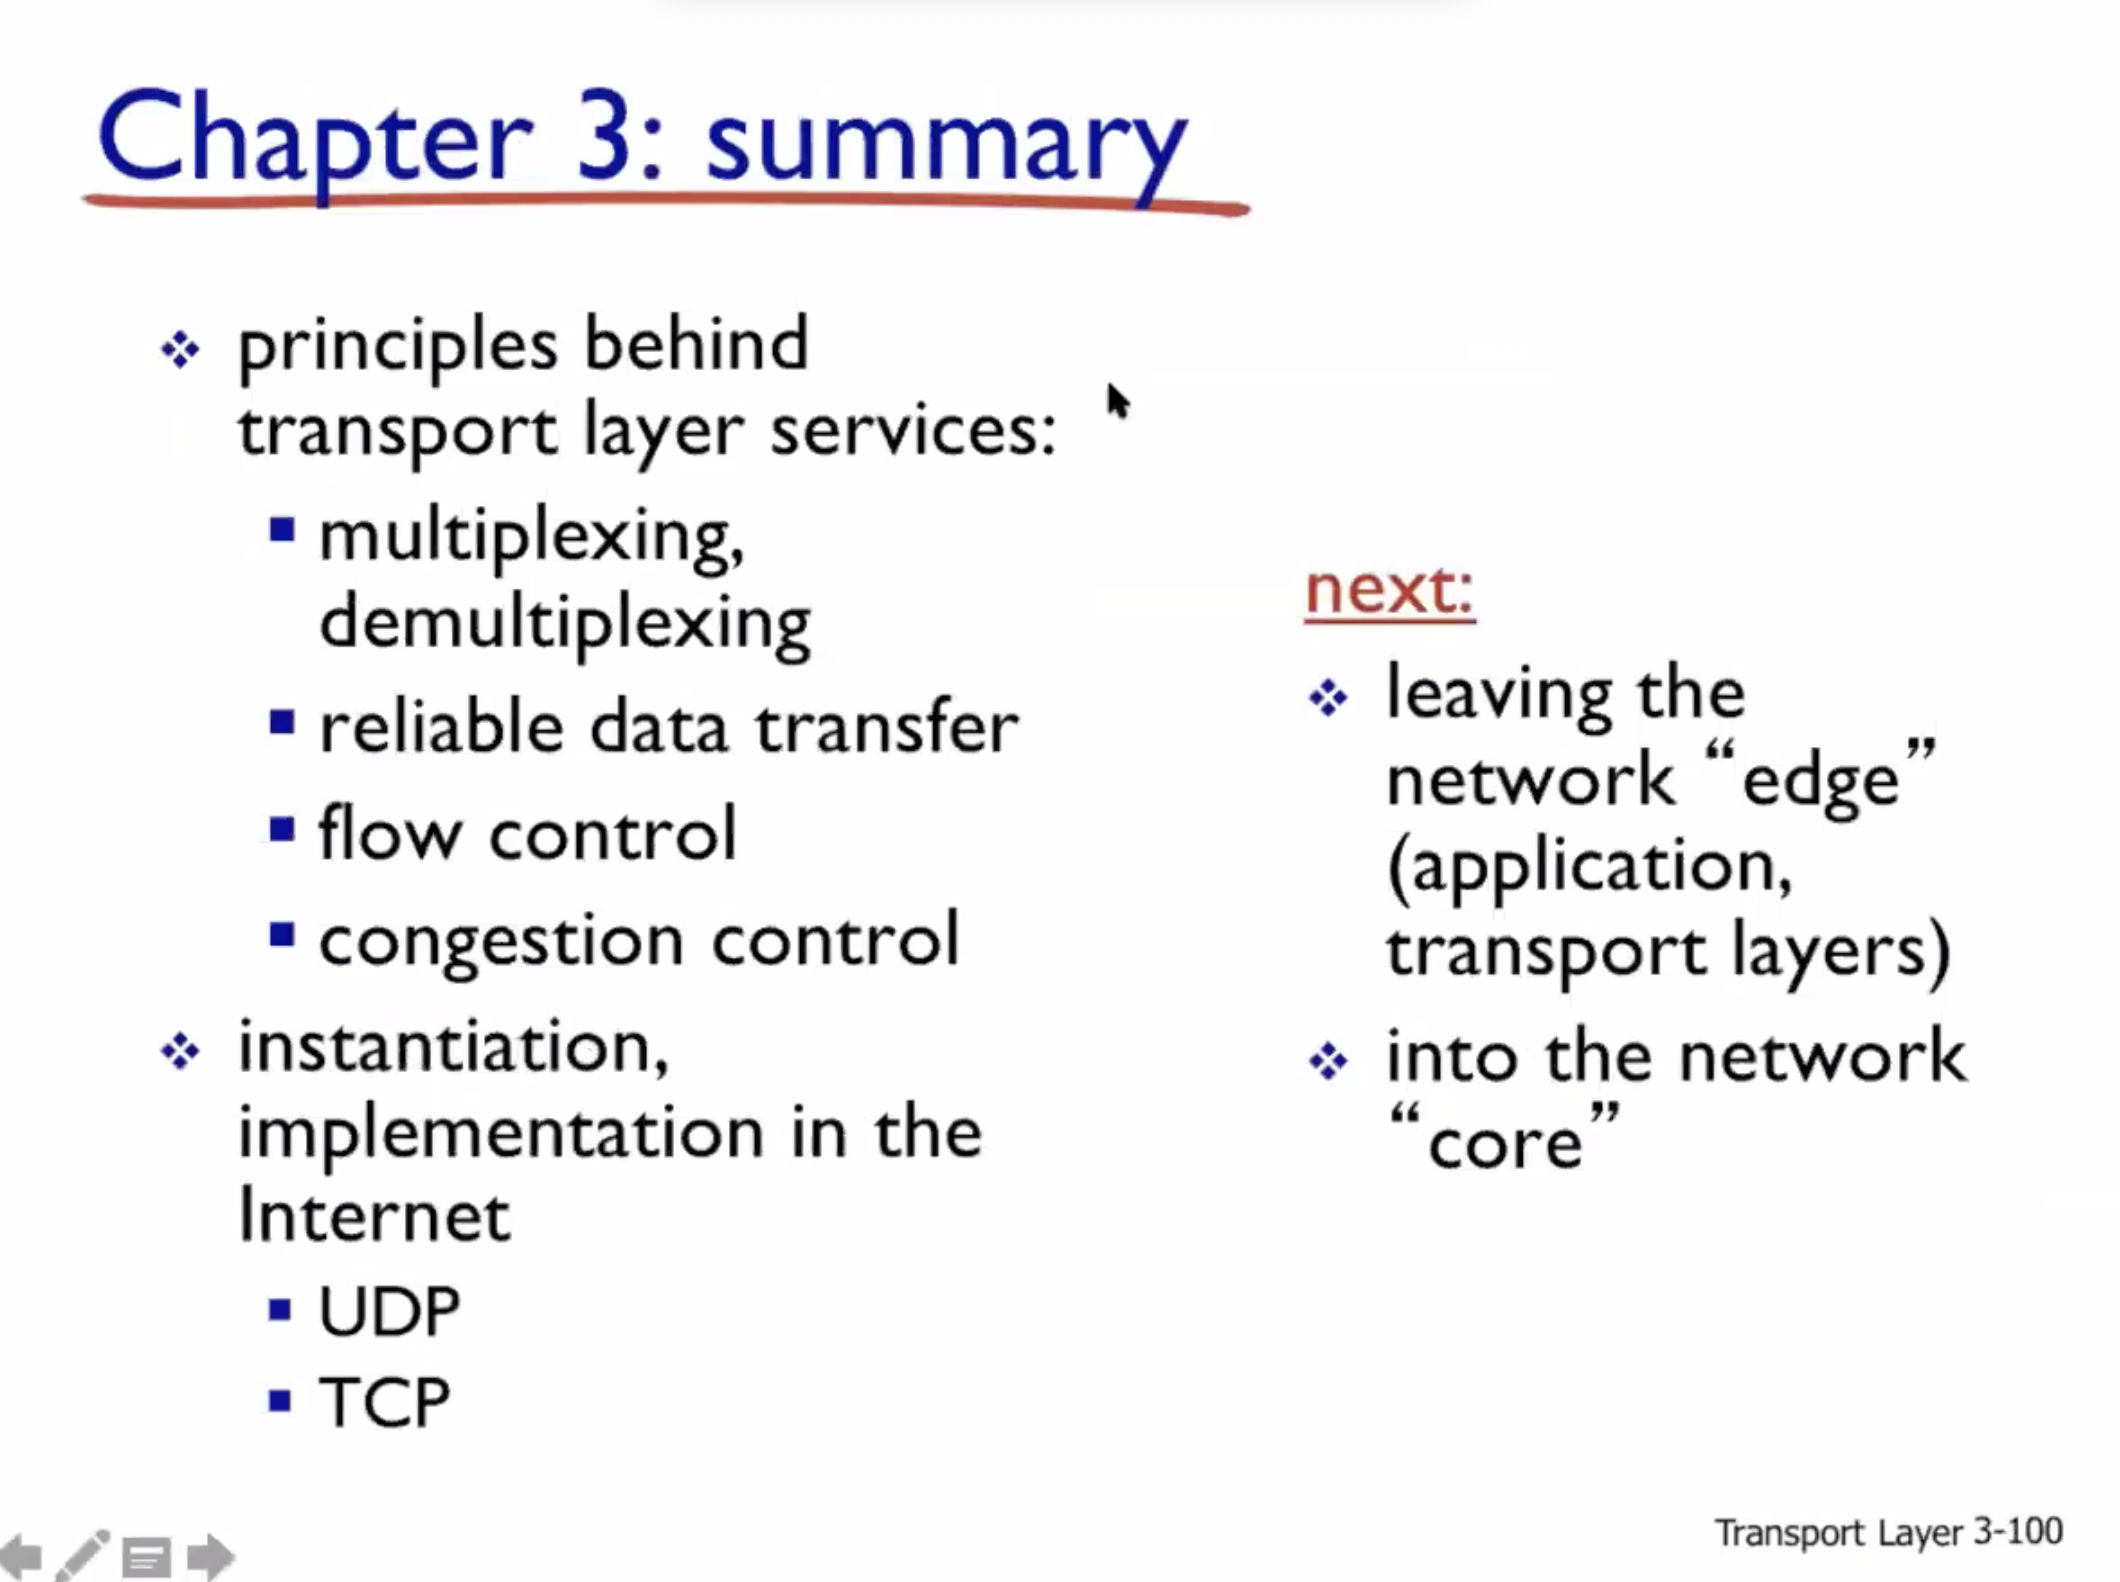 Chapter 3: summary
principles behind
transport layer services:
multiplexing,
demultiplexing
reliable data transfer
flow control
congestion control
instantiation,
implementation in the
Internet
UDP
TCP
next:
leaving the
network “edge”
(application,
transport layers)
into the network
“core”
Transport Layer 3-100